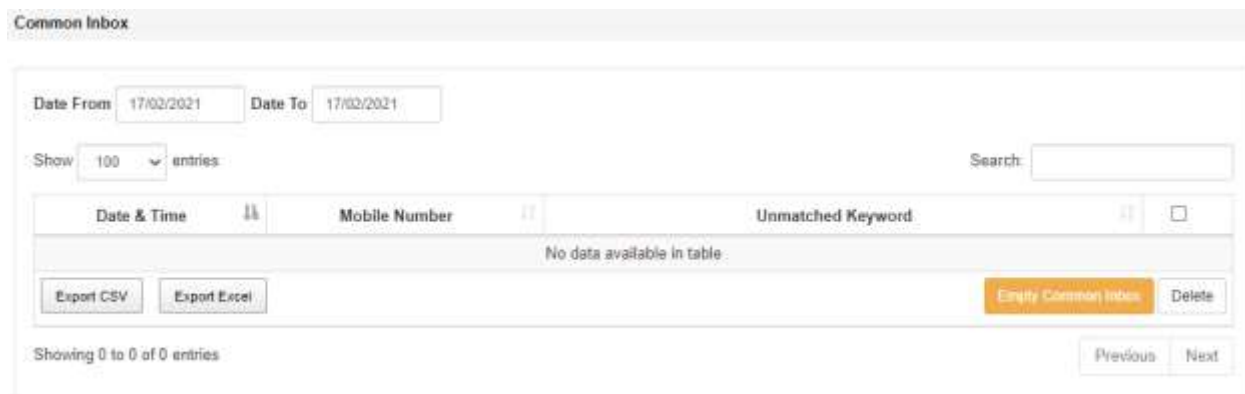 Common Inbox
Date From 17/02/2021 Date To 17/02/2021
Show 100 entries Search:
Date & Time Mobile Number Unmatched Keyword
No data available in table
Export CSV Export Excel Empty Common Inbox Delete
Showing 0 to 0 of 0 entries Previous Next